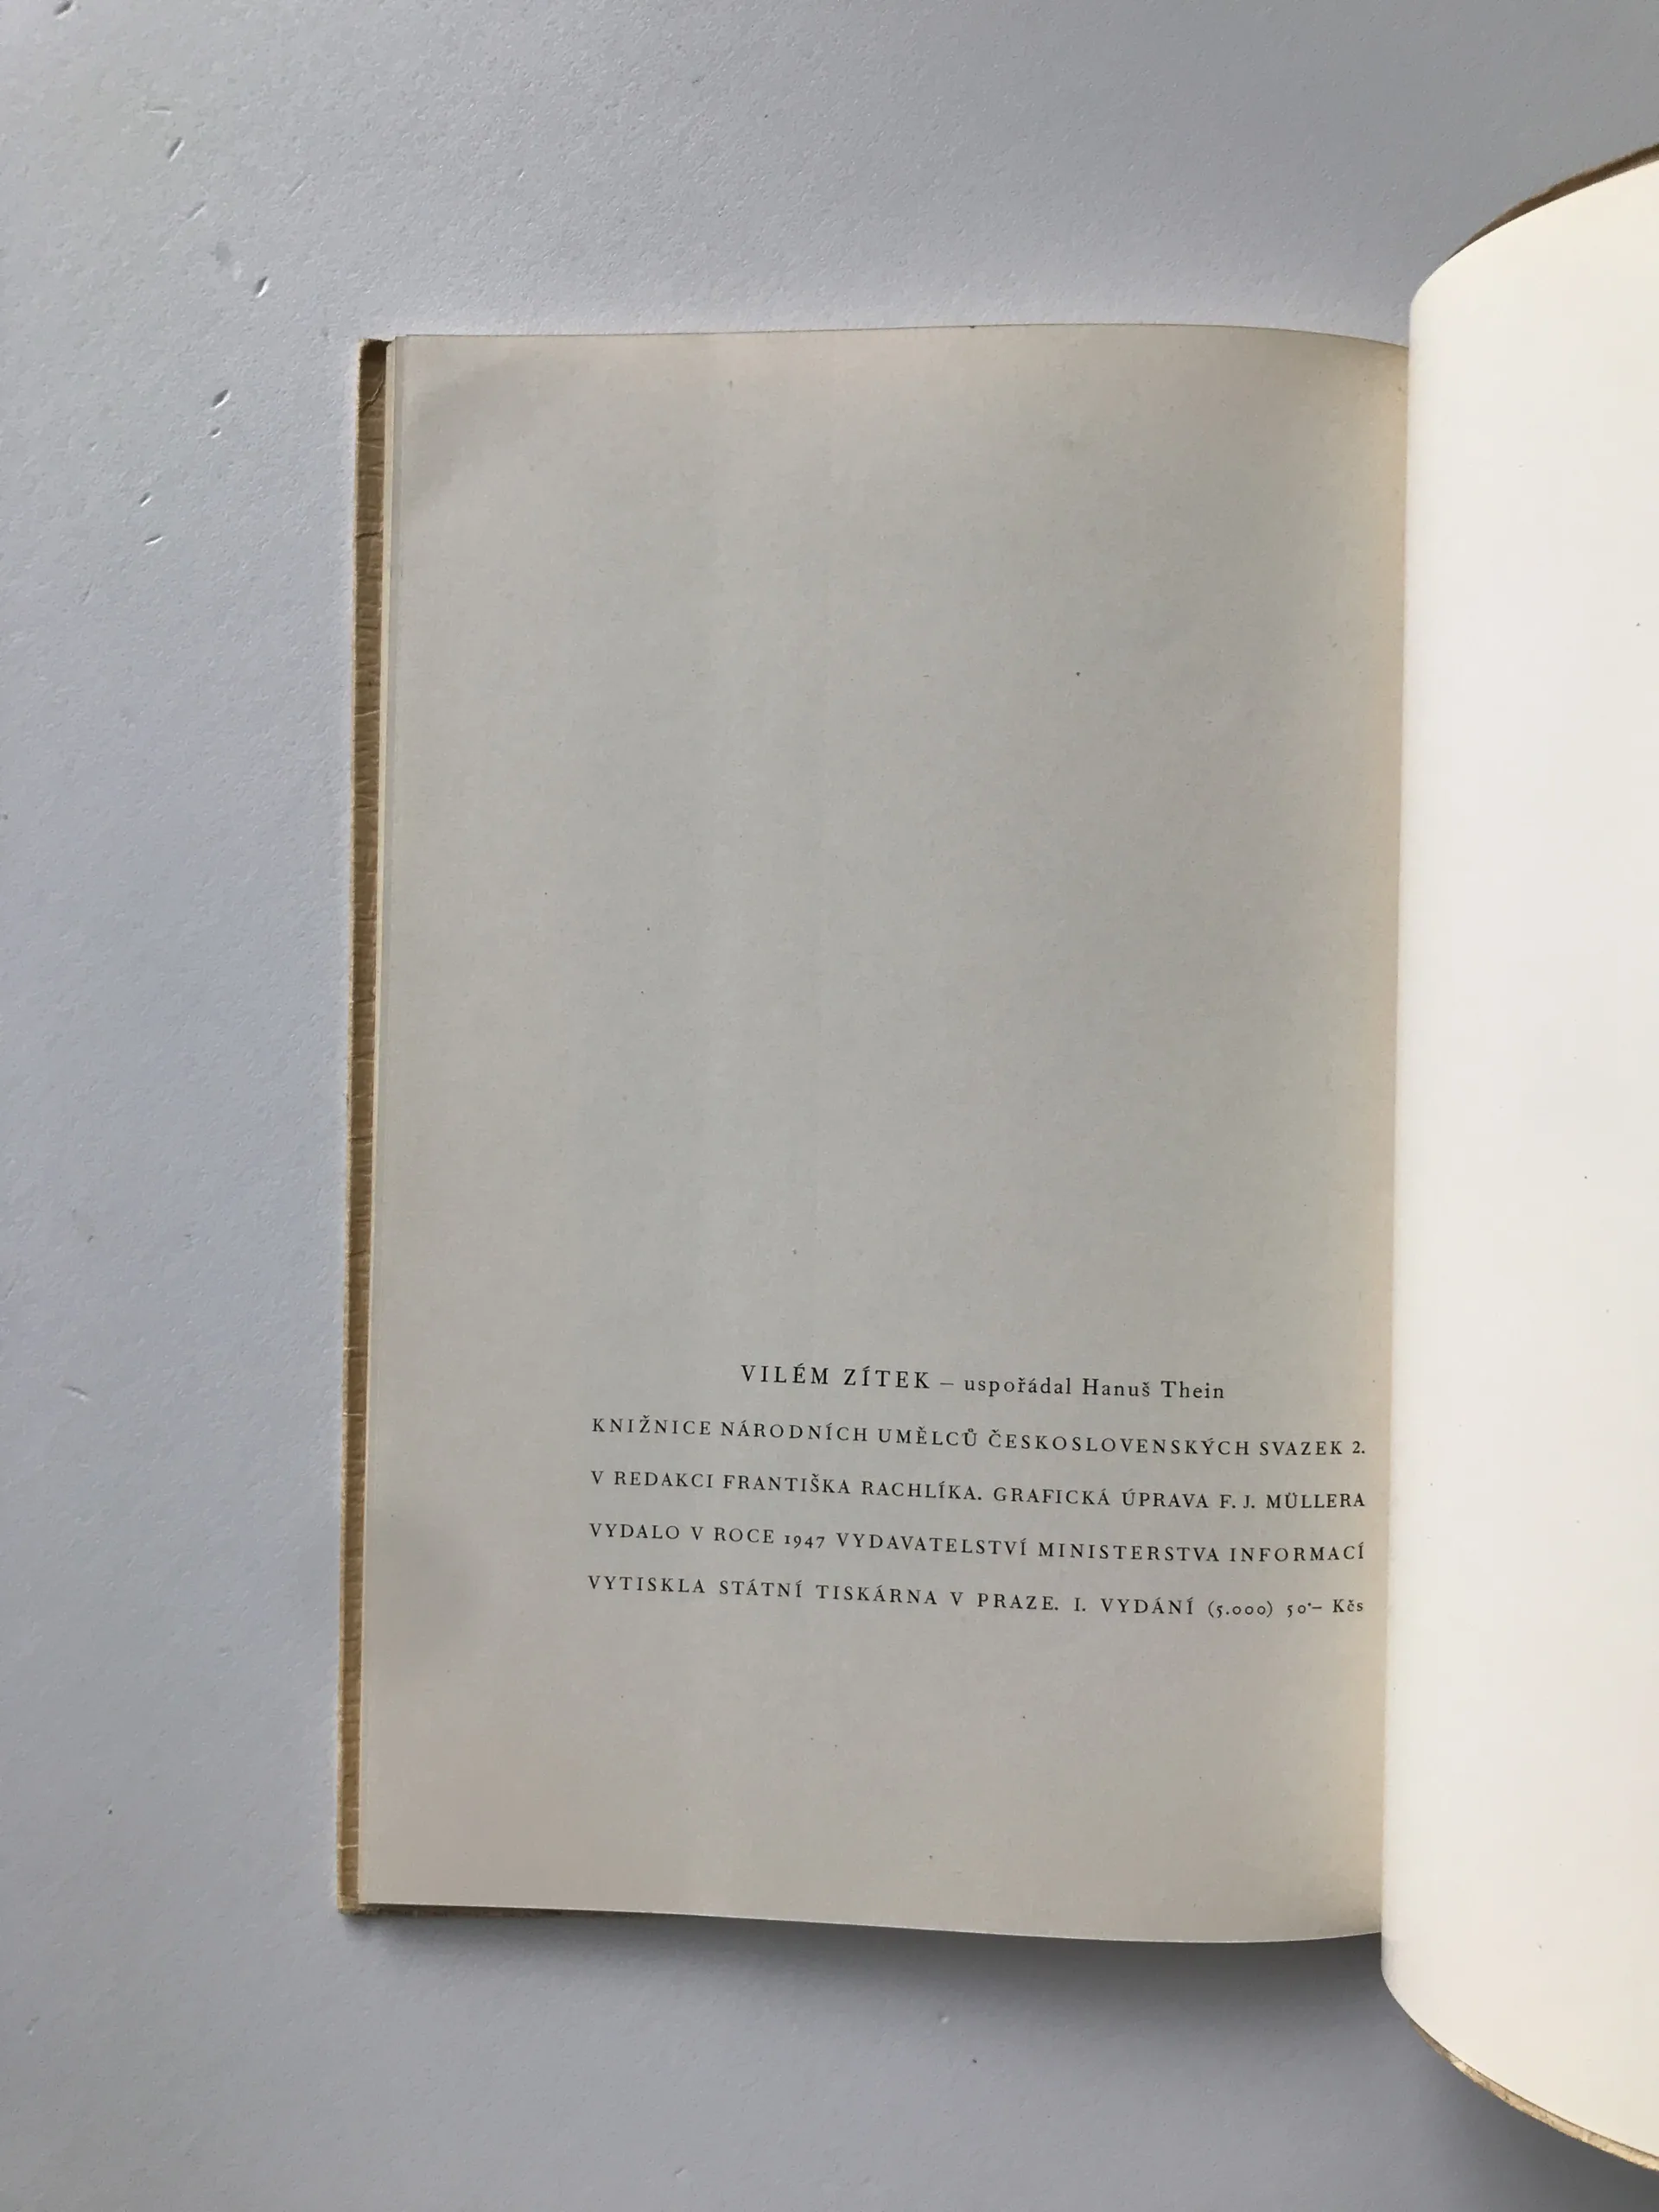 VILÉM ZÍTEK – uspořádal Hanuš Thein
KNIŽNICE NÁRODNÍCH UMĚLCŮ ČESKOSLOVENSKÝCH SVAZEK 2.
V REDAKCI FRANTIŠKA RACHLÍKA. GRAFICKÁ ÚPRAVA F. J. MÜLLERA
VYDALO V ROCE 1947 VYDAVATELSTVÍ MINISTERSTVA INFORMACÍ
VYTISKLA STÁTNÍ TISKÁRNA V PRAZE. I. VYDÁNÍ (5.000) 50·– Kčs